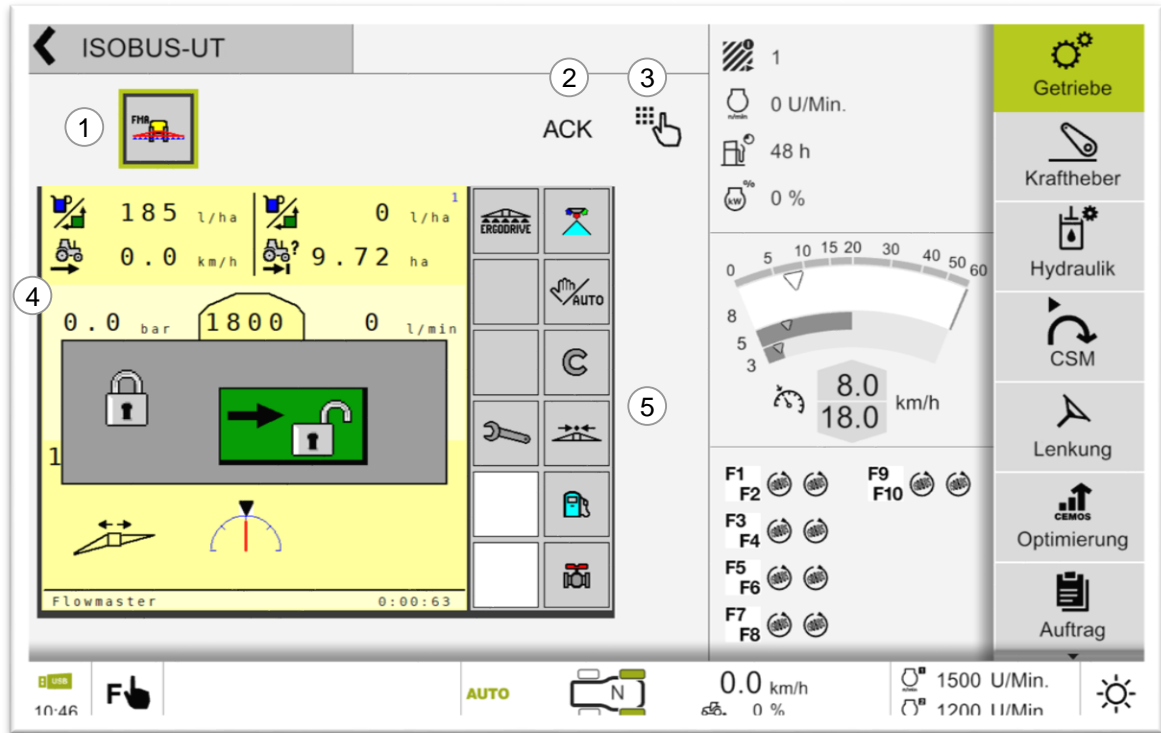 ISOBUS-UT
1
2
3
FMA
ACK
185 l/ha
0 l/ha
1
0.0 km/h
? 9.72 ha
4
0.0 bar
1800
0 l/min
1
Flowmaster
0:00:63
ERGODRIVE
AUTO
C
5
1
n/min
0 U/Min.
48 h
%
kW
0 %
0 5 10 15 20 30 40 50 60
8
5
3
8.0
18.0
km/h
F1
F2
F9
F10
F3
F4
F5
F6
F7
F8
Getriebe
Kraftheber
Hydraulik
CSM
Lenkung
CEMOS
Optimierung
Auftrag
USB
10:46
F
AUTO
N
0.0 km/h
0 %
1500 U/Min.
1200 U/Min